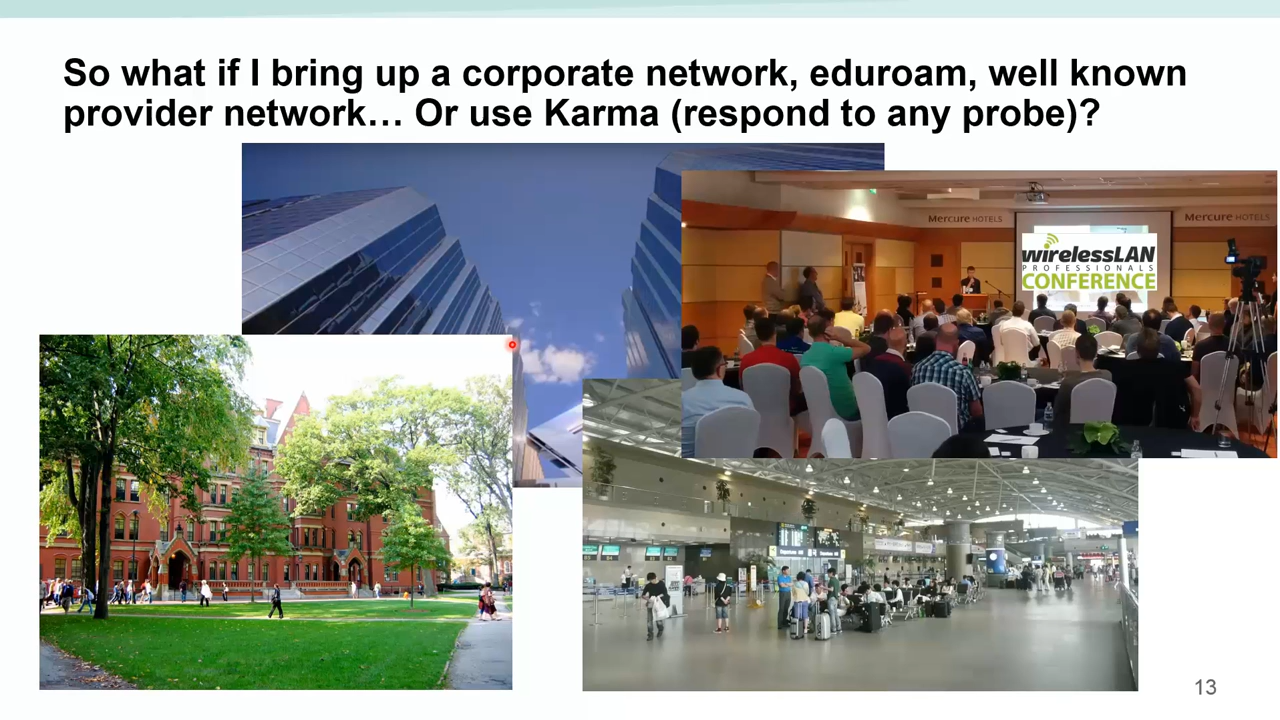 So what if I bring up a corporate network, eduroam, well known
provider network… Or use Karma (respond to any probe)?
Mercure HOTELS
Mercure HOTELS
wirelessLAN
PROFESSIONALS
CONFERENCE
13